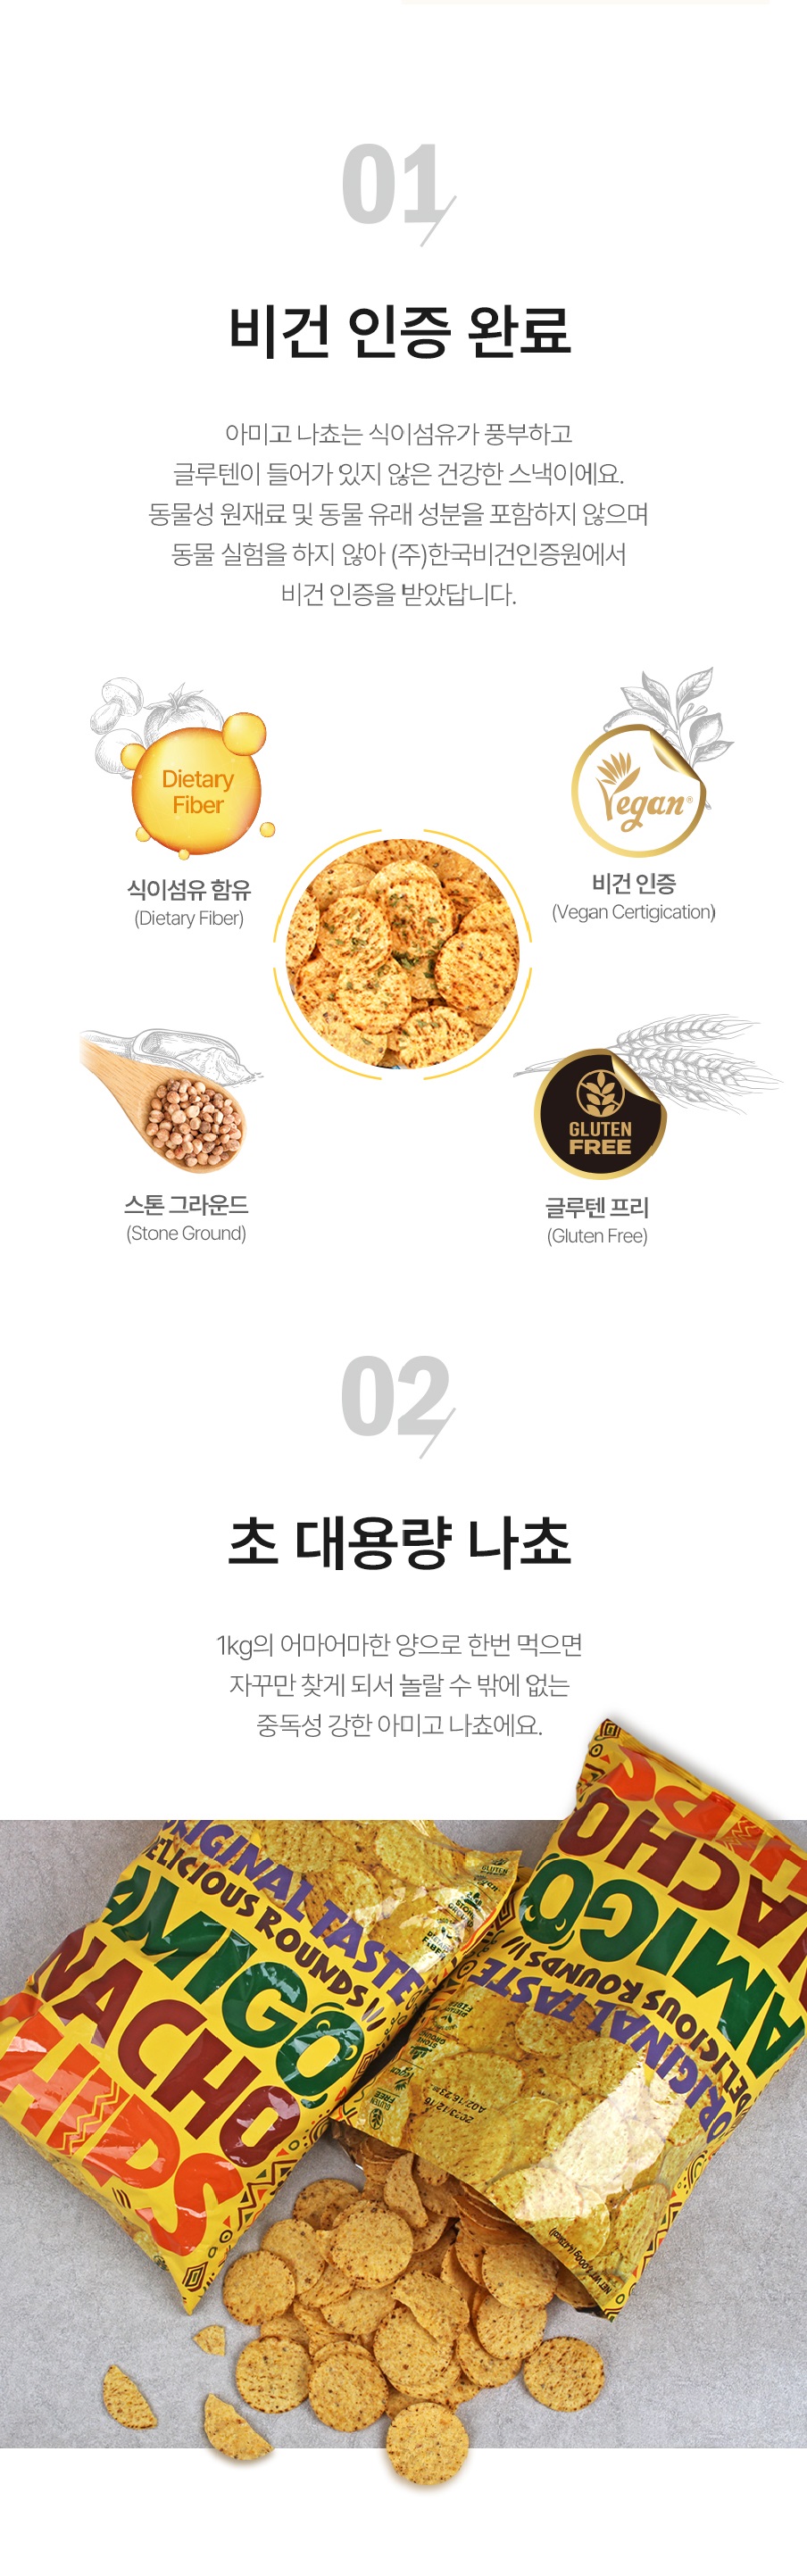 01
비건 인증 완료
아미고 나쵸는 식이섬유가 풍부하고
글루텐이 들어가 있지 않은 건강한 스낵이에요.
동물성 원재료 및 동물 유래 성분을 포함하지 않으며
동물 실험을 하지 않아 (주)한국비건인증원에서
비건 인증을 받았답니다.
Dietary
Fiber
식이섬유 함유
(Dietary Fiber)
Vegan®
비건 인증
(Vegan Certigication)
스톤 그라운드
(Stone Ground)
GLUTEN
FREE
글루텐 프리
(Gluten Free)
02
초 대용량 나쵸
1kg의 어마어마한 양으로 한번 먹으면
자꾸만 찾게 되서 놀랄 수 밖에 없는
중독성 강한 아미고 나쵸에요.
ORIGINAL TASTE
DELICIOUS ROUNDS
AMIGO
NACHO
HIPS
ORIGINAL TASTE
DELICIOUS ROUNDS
AMIGO
NACHO
HIPS
GLUTEN
FREE